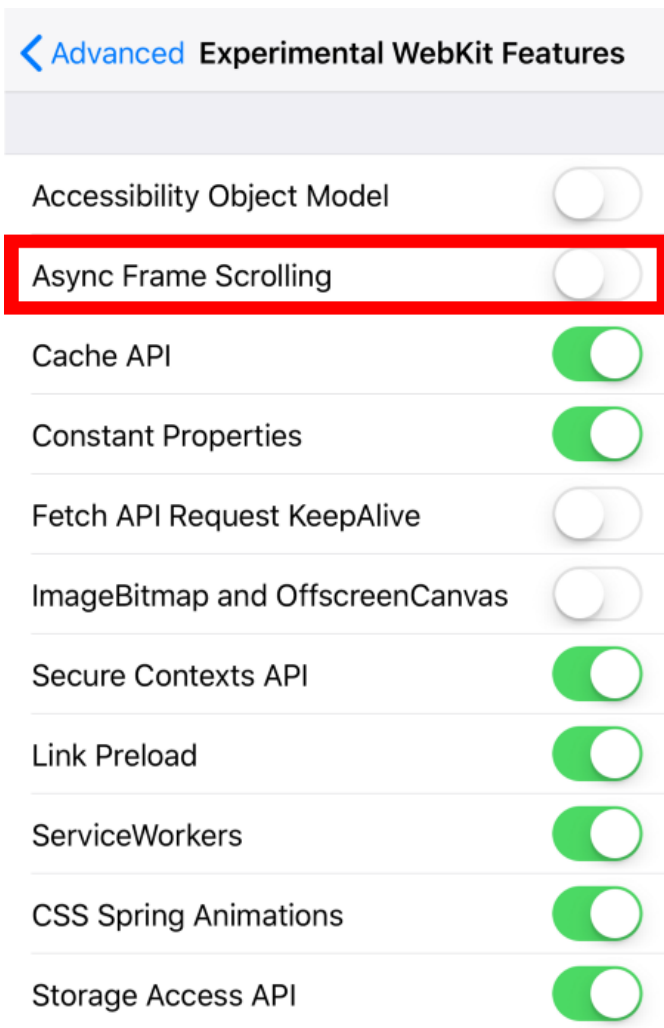 Advanced Experimental WebKit Features
Accessibility Object Model
Async Frame Scrolling
Cache API
Constant Properties
Fetch API Request KeepAlive
ImageBitmap and OffscreenCanvas
Secure Contexts API
Link Preload
ServiceWorkers
CSS Spring Animations
Storage Access API